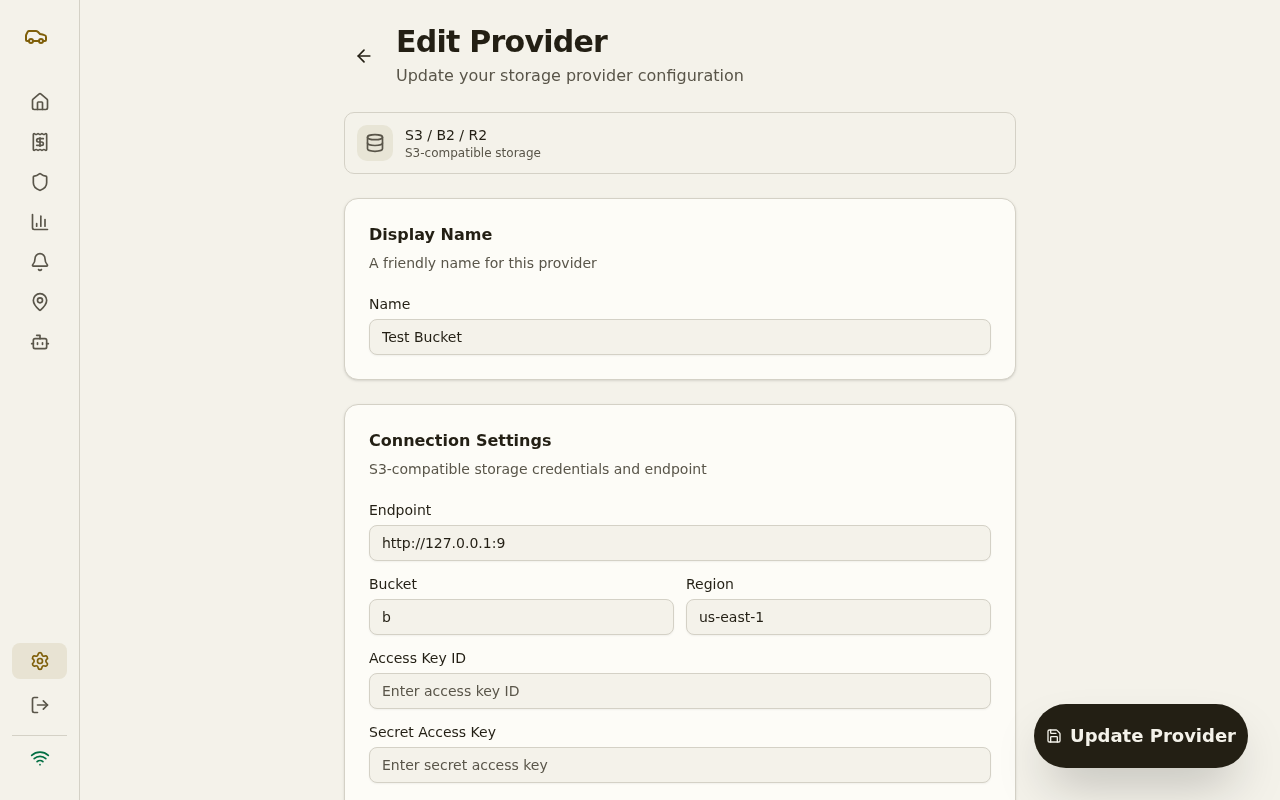 Edit Provider
Update your storage provider configuration
S3 / B2 / R2
S3-compatible storage
Display Name
A friendly name for this provider
Name
Test Bucket
Connection Settings
S3-compatible storage credentials and endpoint
Endpoint
http://127.0.0.1:9
Bucket
Region
b
us-east-1
Access Key ID
Enter access key ID
Secret Access Key
Enter secret access key
Update Provider